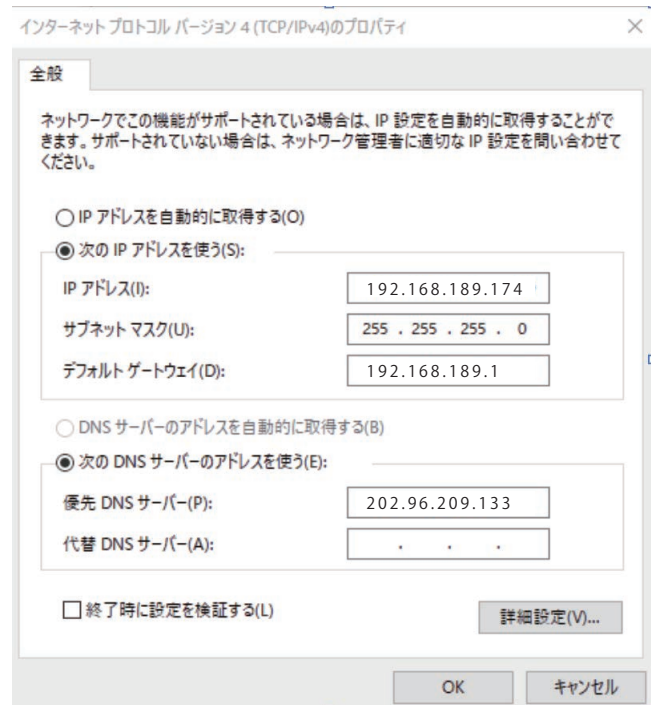 インターネット プロトコル バージョン 4 (TCP/IPv4)のプロパティ
全般
ネットワークでこの機能がサポートされている場合は、IP 設定を自動的に取得することがで
きます。サポートされていない場合は、ネットワーク管理者に適切な IP 設定を問い合わせて
ください。
IP アドレスを自動的に取得する(O)
次の IP アドレスを使う(S):
IP アドレス(I): 192.168.189.174
サブネット マスク(U): 255 . 255 . 255 . 0
デフォルト ゲートウェイ(D): 192.168.189.1
DNS サーバーのアドレスを自動的に取得する(B)
次の DNS サーバーのアドレスを使う(E):
優先 DNS サーバー(P): 202.96.209.133
代替 DNS サーバー(A): . . .
終了時に設定を検証する(L)
詳細設定(V)...
OK キャンセル